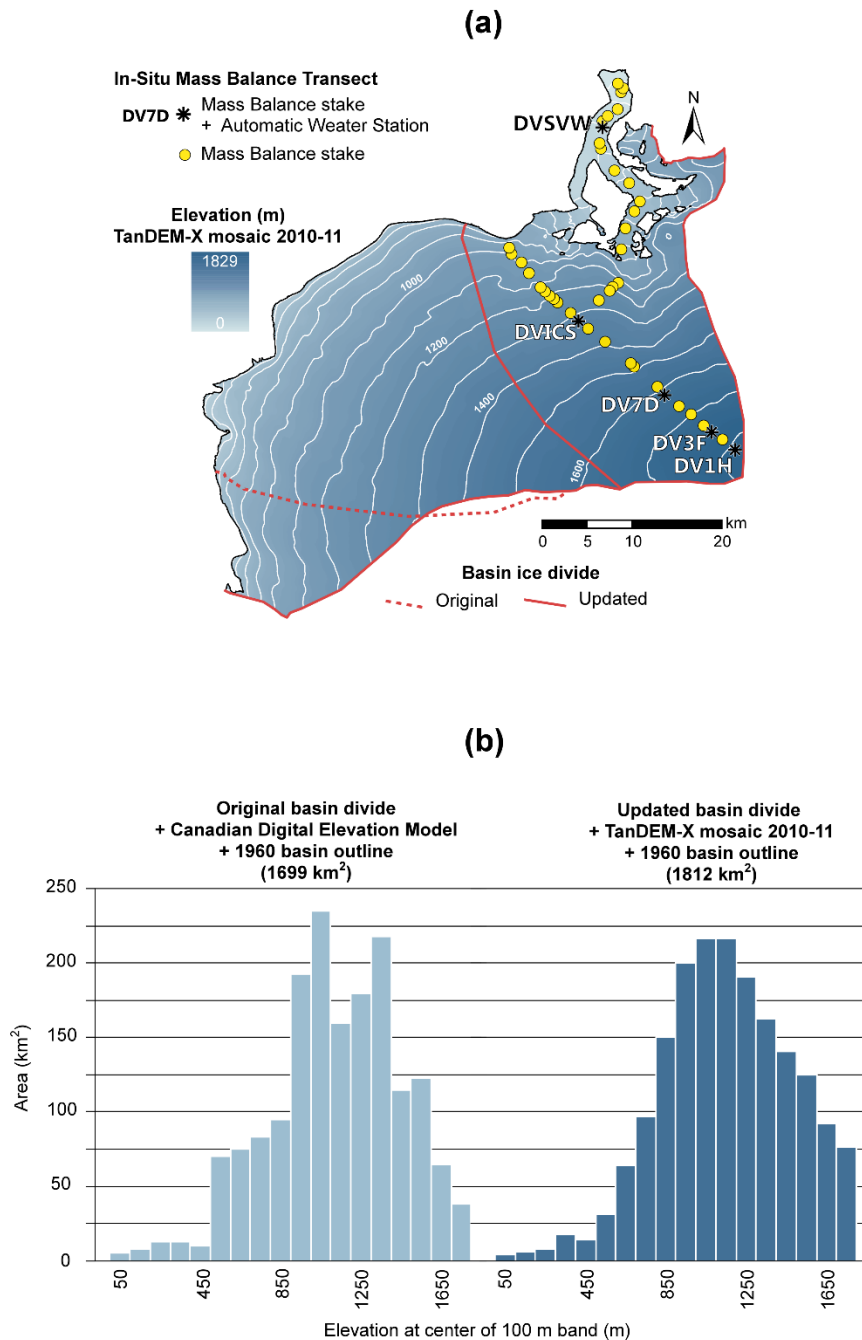 (a)
In-Situ Mass Balance Transect
DV7D Mass Balance stake
+ Automatic Weater Station
Mass Balance stake
Elevation (m)
TanDEM-X mosaic 2010-11
1829
0
N
DVSVW
0
1000
1200
DVICS
1400
DV7D
DV3F
DV1H
1600
km
0 5 10 20
Basin ice divide
Original Updated
(b)
Original basin divide
+ Canadian Digital Elevation Model
+ 1960 basin outline
(1699 km²)
Updated basin divide
+ TanDEM-X mosaic 2010-11
+ 1960 basin outline
(1812 km²)
Area (km²)
250
200
150
100
50
0
50 450 850 1250 1650 50 450 850 1250 1650
Elevation at center of 100 m band (m)